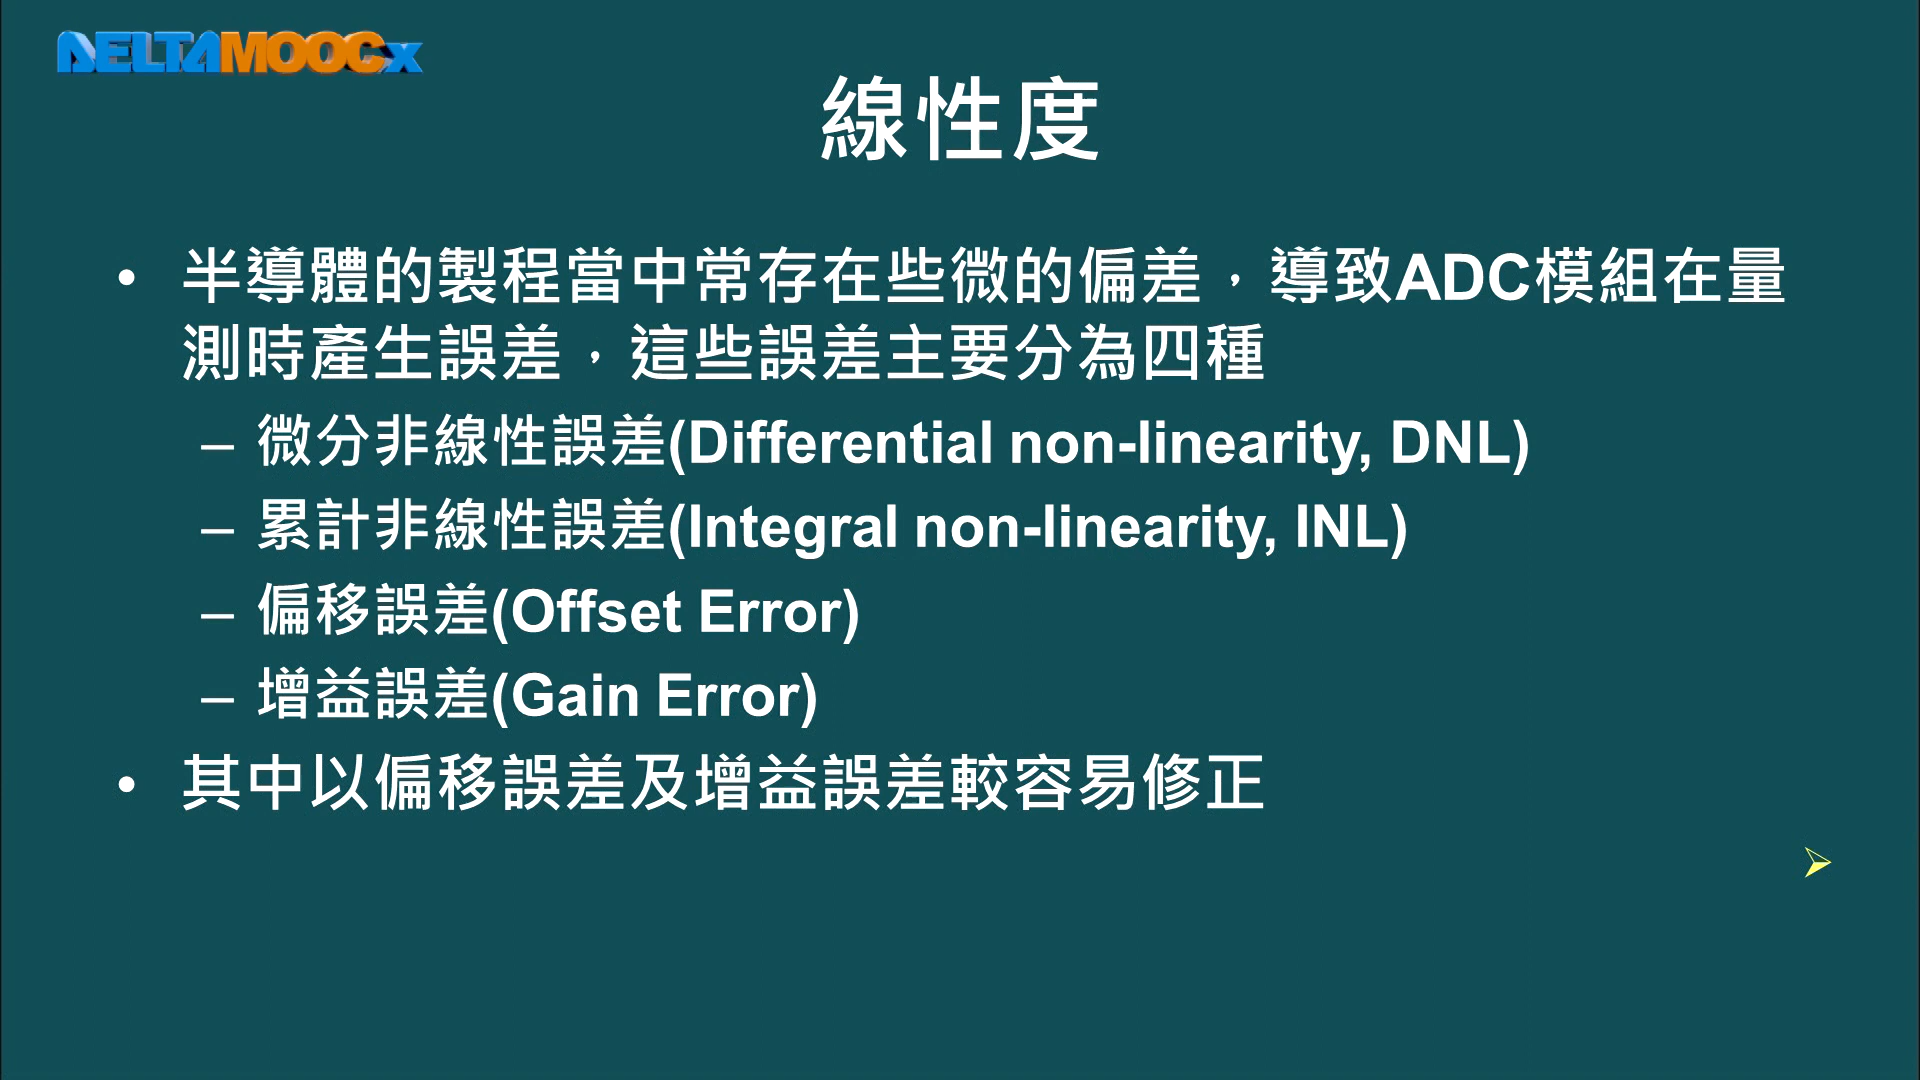 DELTAMOOCx
線性度
• 半導體的製程當中常存在些微的偏差，導致ADC模組在量
測時產生誤差，這些誤差主要分為四種
– 微分非線性誤差(Differential non-linearity, DNL)
– 累計非線性誤差(Integral non-linearity, INL)
– 偏移誤差(Offset Error)
– 增益誤差(Gain Error)
• 其中以偏移誤差及增益誤差較容易修正